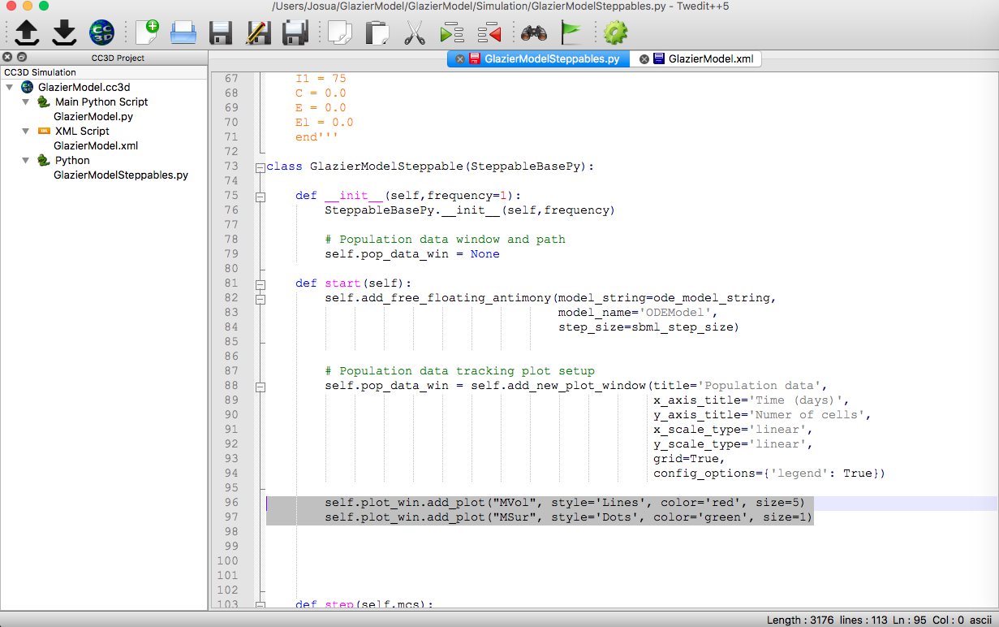 /Users/Josua/GlazierModel/GlazierModel/Simulation/GlazierModelSteppables.py - Twedit++5
CC3D
CC3D Project
GlazierModelSteppables.py
GlazierModel.xml
CC3D Simulation
GlazierModel.cc3d
Main Python Script
GlazierModel.py
XML Script
GlazierModel.xml
Python
GlazierModelSteppables.py
67 I1 = 75
68 C = 0.0
69 E = 0.0
70 El = 0.0
71 end'''
72
73 class GlazierModelSteppable(SteppableBasePy):
74
75 def __init__(self,frequency=1):
76 SteppableBasePy.__init__(self,frequency)
77
78 # Population data window and path
79 self.pop_data_win = None
80
81 def start(self):
82 self.add_free_floating_antimony(model_string=ode_model_string,
83 model_name='ODEModel',
84 step_size=sbml_step_size)
85
86
87 # Population data tracking plot setup
88 self.pop_data_win = self.add_new_plot_window(title='Population data',
89 x_axis_title='Time (days)',
90 y_axis_title='Numer of cells',
91 x_scale_type='linear',
92 y_scale_type='linear',
93 grid=True,
94 config_options={'legend': True})
95
96 self.plot_win.add_plot("MVol", style='Lines', color='red', size=5)
97 self.plot_win.add_plot("MSur", style='Dots', color='green', size=1)
98
99
100
101
102
103 def step(self,mcs):
Length : 3176 lines : 113 Ln : 95 Col : 0 ascii